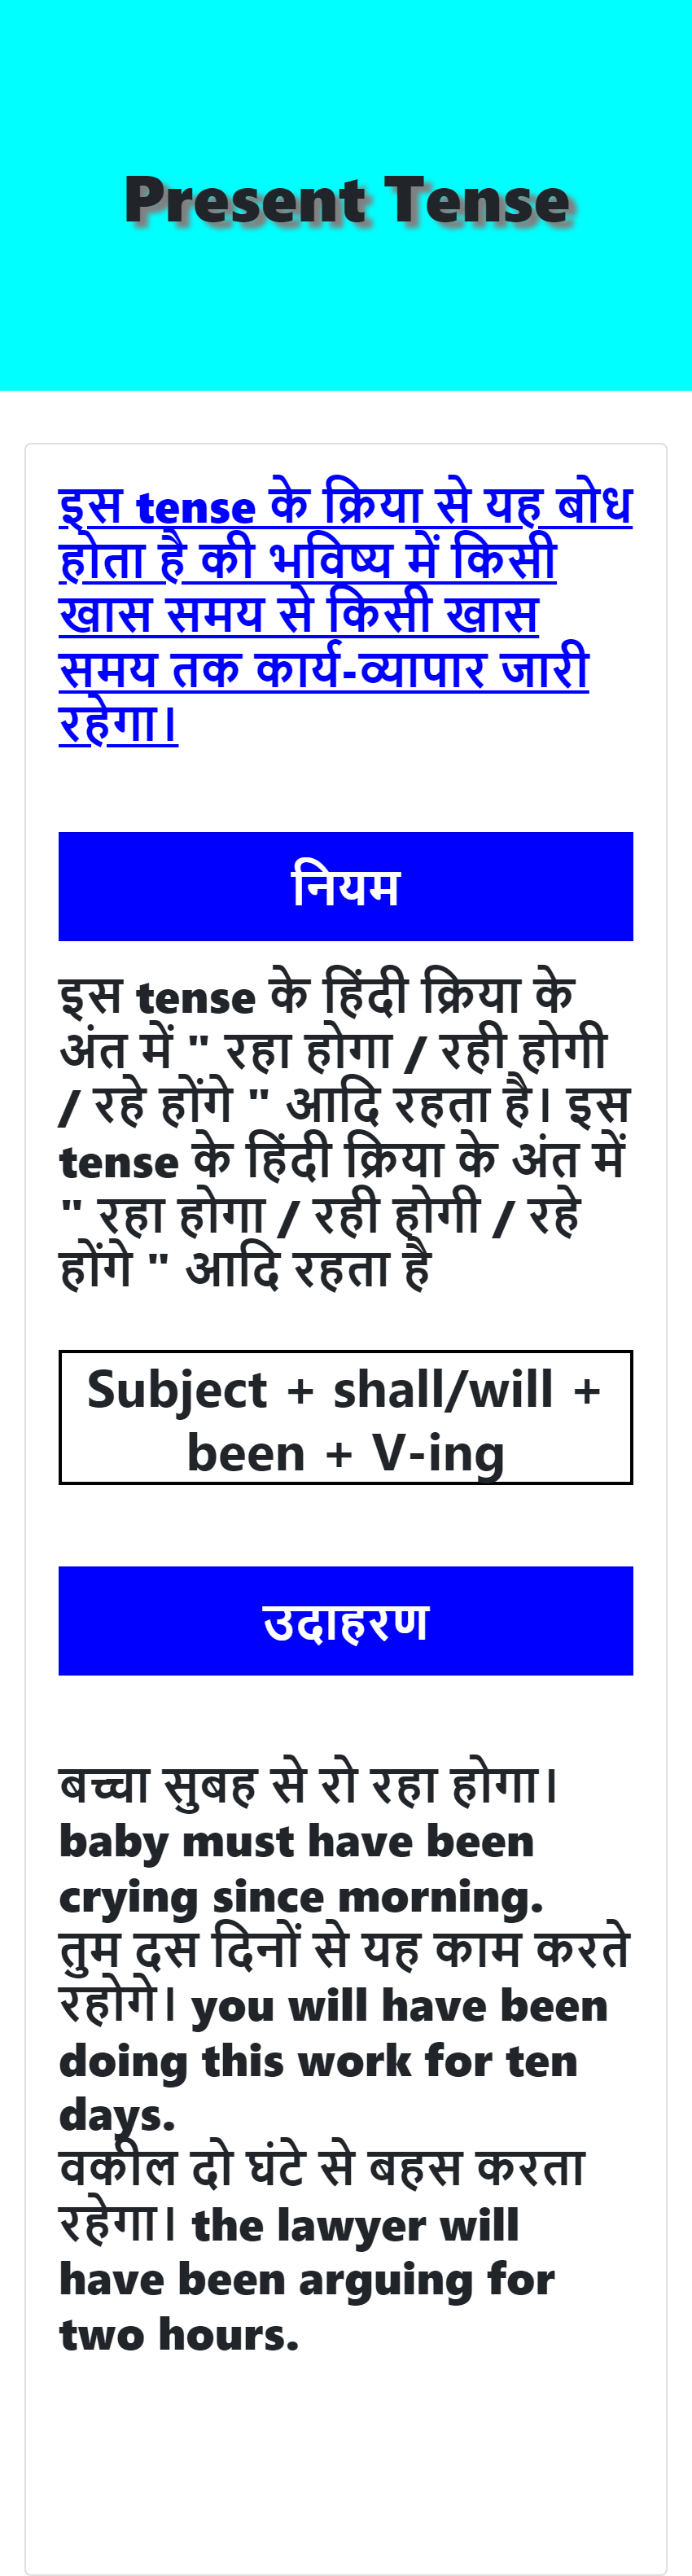 Present Tense
इस tense के क्रिया से यह बोध
होता है की भविष्य में किसी
खास समय से किसी खास
समय तक कार्य-व्यापार जारी
रहेगा।
नियम
इस tense के हिंदी क्रिया के
अंत में " रहा होगा / रही होगी
/ रहे होंगे " आदि रहता है। इस
tense के हिंदी क्रिया के अंत में
" रहा होगा / रही होगी / रहे
होंगे " आदि रहता है
Subject + shall/will +
been + V-ing
उदाहरण
बच्चा सुबह से रो रहा होगा।
baby must have been
crying since morning.
तुम दस दिनों से यह काम करते
रहोगे। you will have been
doing this work for ten
days.
वकील दो घंटे से बहस करता
रहेगा। the lawyer will
have been arguing for
two hours.